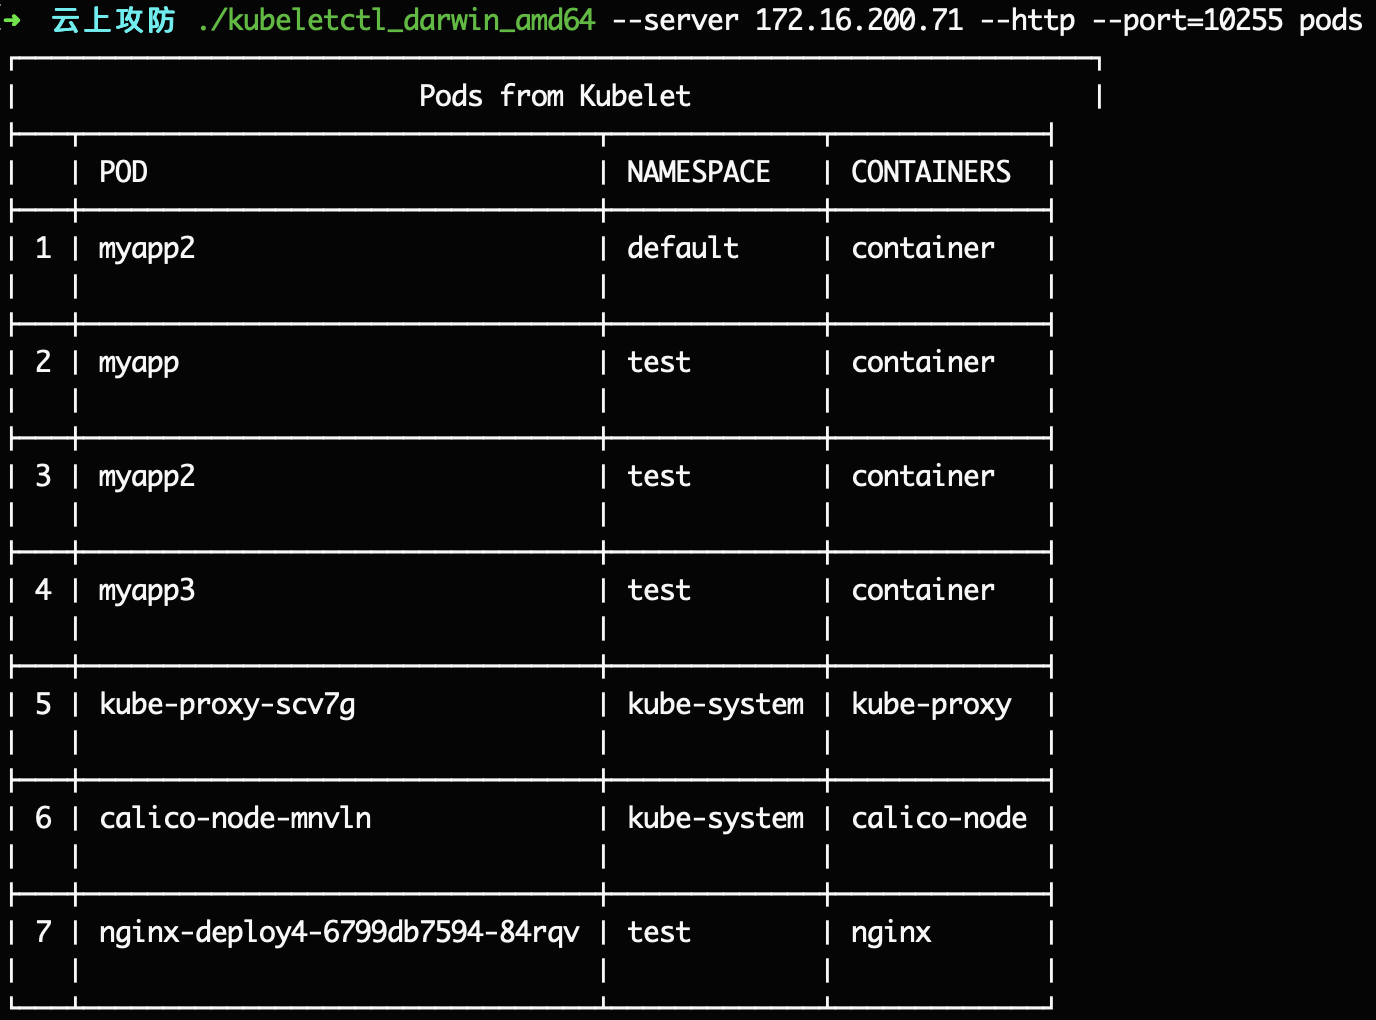 ➜ 云上攻防 ./kubeletctl_darwin_amd64 --server 172.16.200.71 --http --port=10255 pods
Pods from Kubelet
POD NAMESPACE CONTAINERS
1 myapp2 default container
2 myapp test container
3 myapp2 test container
4 myapp3 test container
5 kube-proxy-scv7g kube-system kube-proxy
6 calico-node-mnvln kube-system calico-node
7 nginx-deploy4-6799db7594-84rqv test nginx